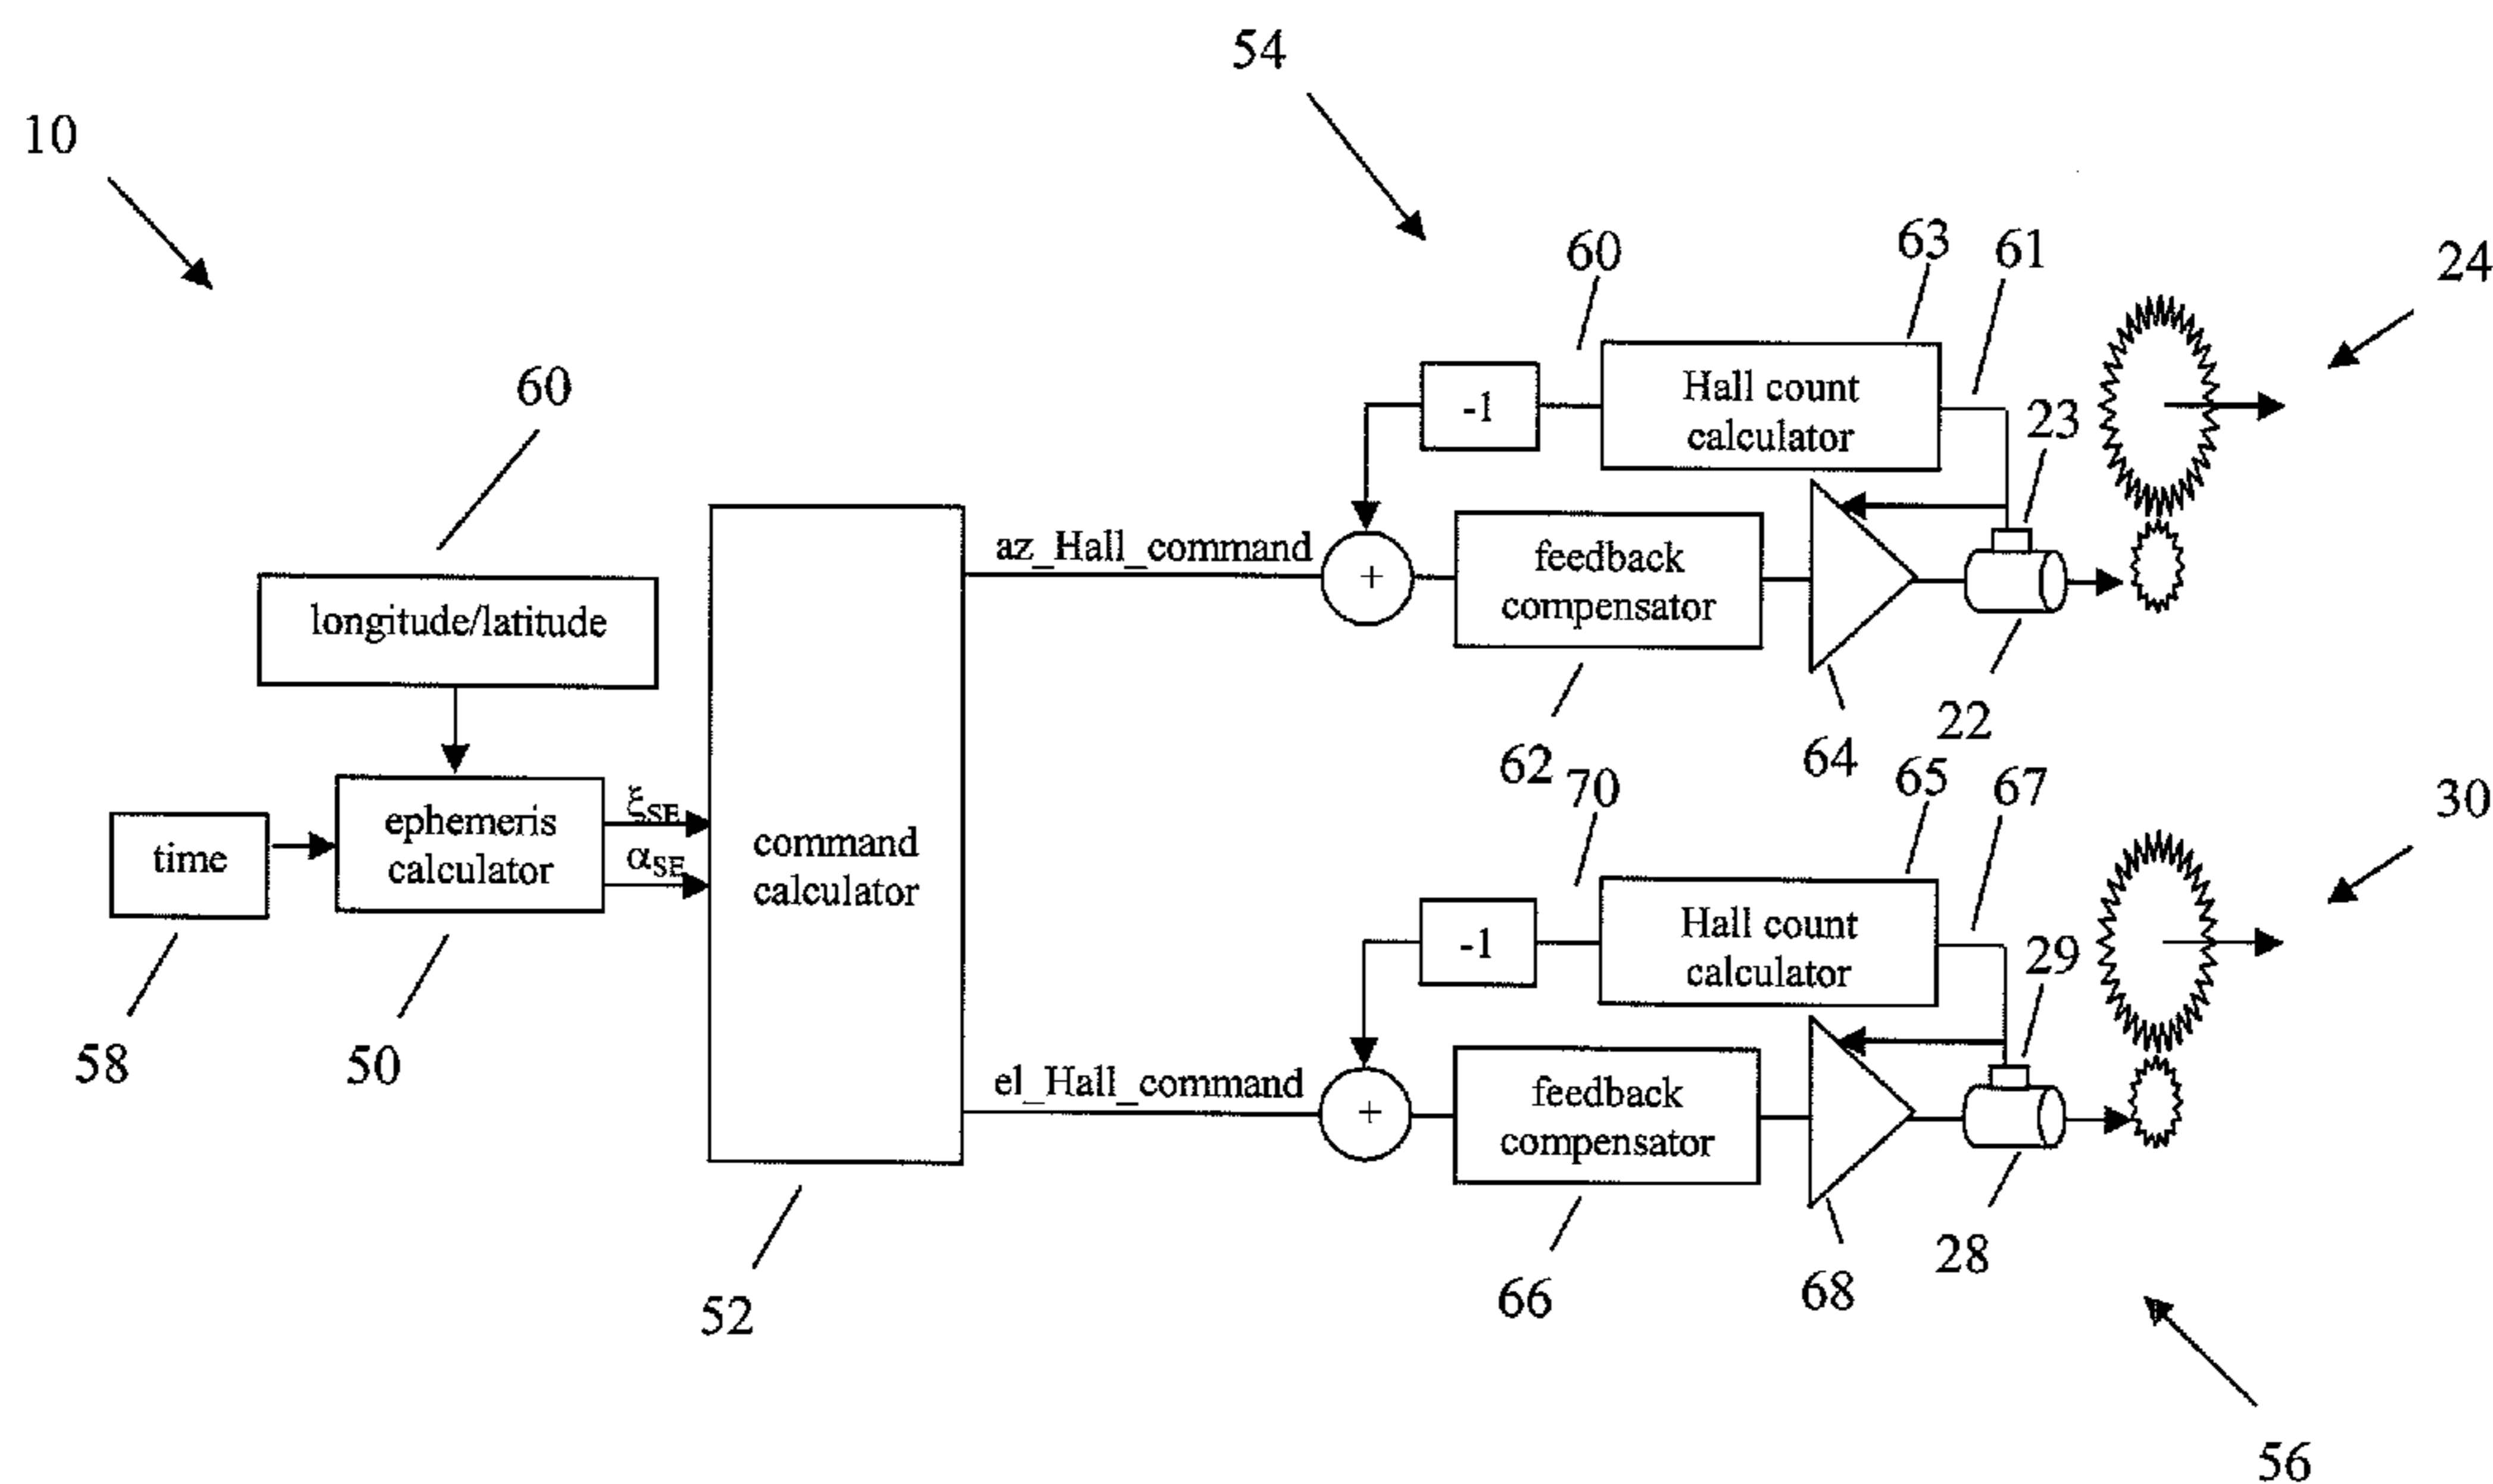 54
10
60
63
61
24
60
Hall count
calculator
-1
23
az_Hall_command
+
feedback
compensator
longitude/latitude
62
64
22
70
65
67
30
time
ephemeris
calculator
ξSE
αSE
command
calculator
-1
Hall count
calculator
29
58
50
el_Hall_command
+
feedback
compensator
52
66
68
28
56